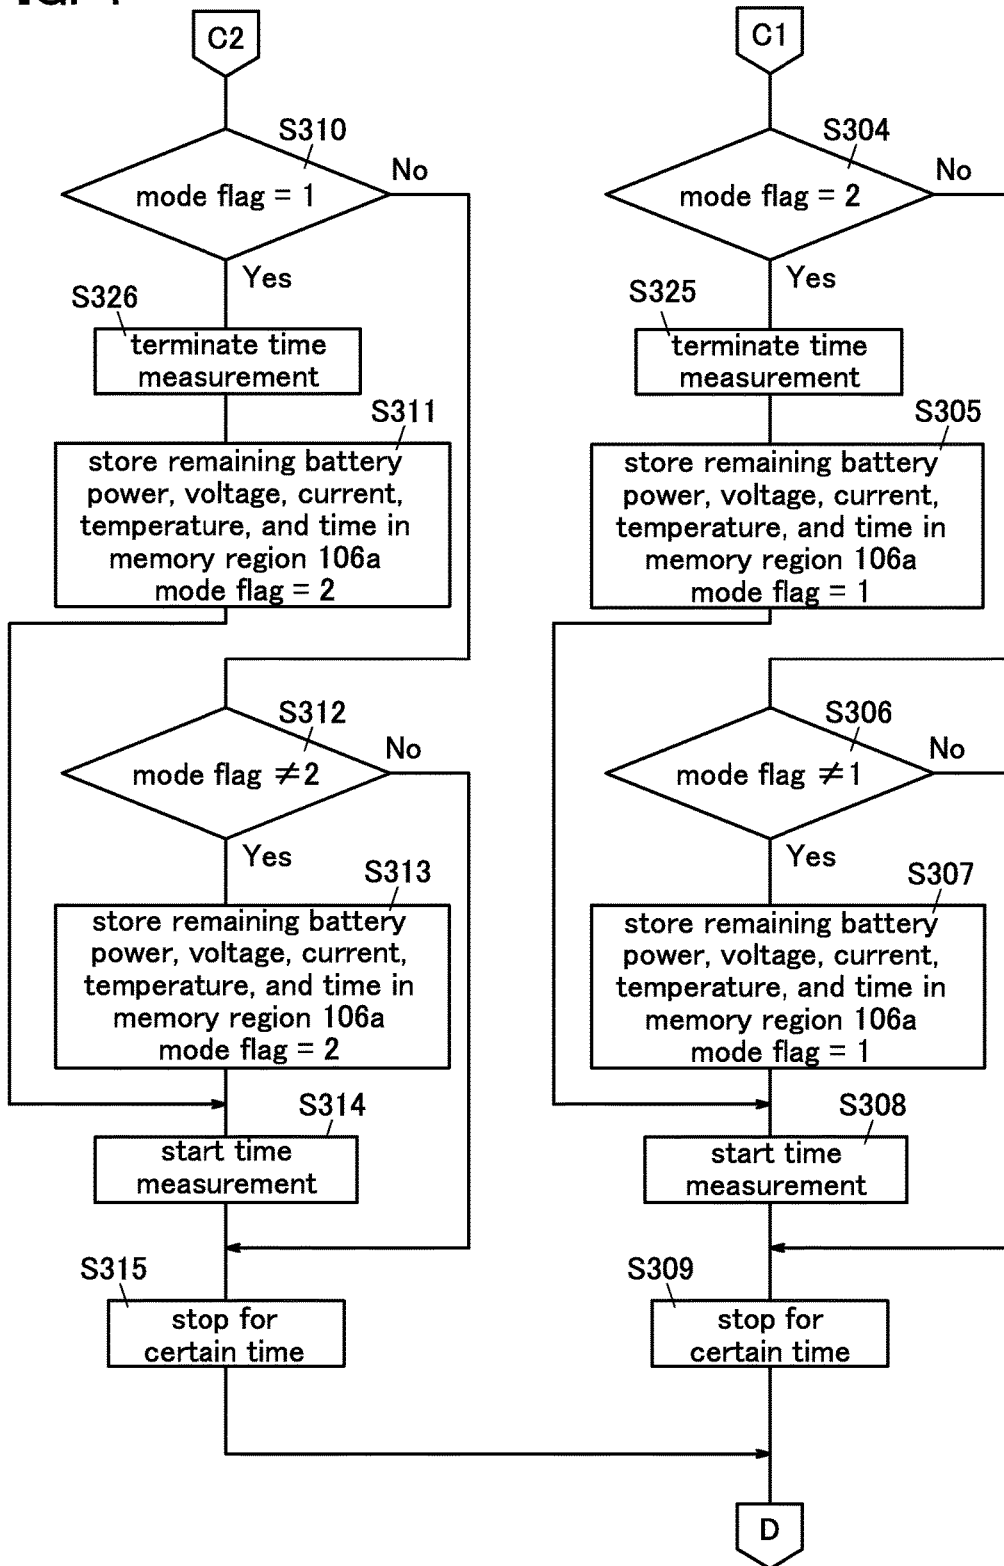 C2
S310
No
mode flag = 1
Yes
S326
terminate time
measurement
S311
store remaining battery
power, voltage, current,
temperature, and time in
memory region 106a
mode flag = 2
S312
No
mode flag ≠2
Yes
S313
store remaining battery
power, voltage, current,
temperature, and time in
memory region 106a
mode flag = 2
S314
start time
measurement
S315
stop for
certain time
C1
S304
No
mode flag = 2
Yes
S325
terminate time
measurement
S305
store remaining battery
power, voltage, current,
temperature, and time in
memory region 106a
mode flag = 1
S306
No
mode flag ≠1
Yes
S307
store remaining battery
power, voltage, current,
temperature, and time in
memory region 106a
mode flag = 1
S308
start time
measurement
S309
stop for
certain time
D